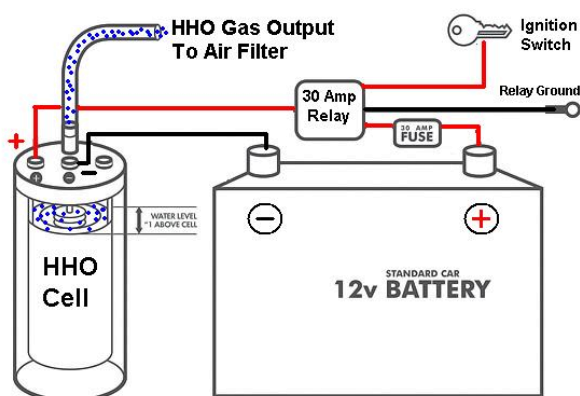 HHO Gas Output
To Air Filter
Ignition
Switch
Relay Ground
30 Amp
Relay
30 AMP
FUSE
+
−
+
−
WATER LEVEL
"1 ABOVE CELL
HHO
Cell
−
+
STANDARD CAR
12v BATTERY